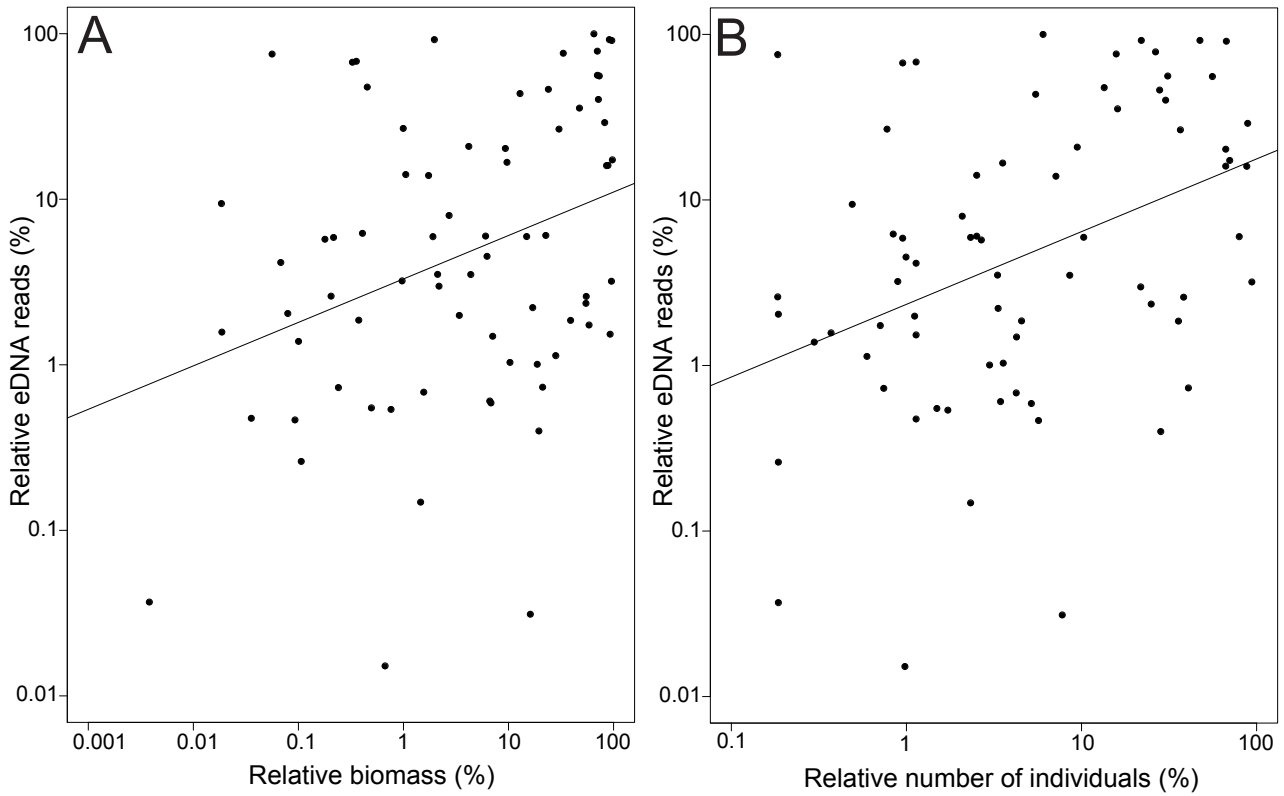 A
Relative eDNA reads (%)
100
10
1
0.1
0.01
0.001 0.01 0.1 1 10 100
Relative biomass (%)
B
Relative eDNA reads (%)
100
10
1
0.1
0.01
0.1 1 10 100
Relative number of individuals (%)